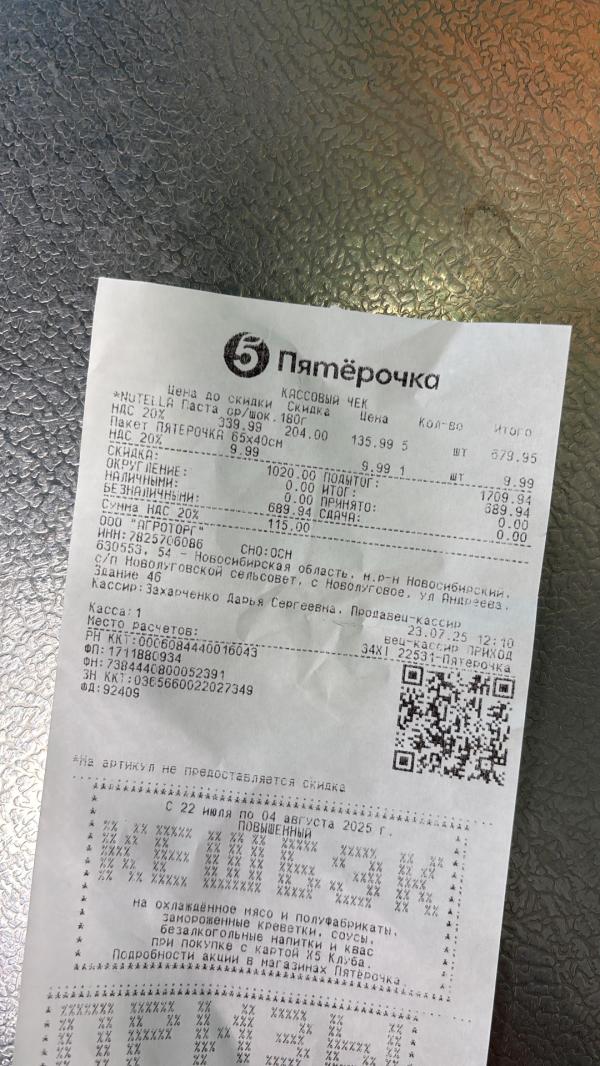 5 Пятёрочка
КАССОВЫЙ ЧЕК
Цена до скидки Скидка Цена Кол-во Итого
*NUTELLA Паста ор/шок.180г
НДС 20% 339.99 204.00 135.99 5 шт 679.95
Пакет ПЯТЕРОЧКА 65х40см
НДС 20% 9.99 9.99 1 шт 9.99
СКИДКА: 1020.00 ПОДЫТОГ: 1709.94
ОКРУГЛЕНИЕ: 0.00 ИТОГ: 689.94
НАЛИЧНЫМИ: 0.00 ПРИНЯТО: 0.00
БЕЗНАЛИЧНЫМИ: 689.94 СДАЧА: 0.00
Сумма НДС 20% 115.00
ООО "АГРОТОРГ"
ИНН:7825706086 СНО:ОСН
630553, 54 - Новосибирская область, м.р-н Новосибирский,
с/п Новолуговской сельсовет, с Новолуговое, ул Андреева,
Здание 46
Кассир:Захарченко Дарья Сергеевна, Продавец-кассир
23.07.25 12:10
Касса:1 вец-кассир ПРИХОД
Место расчетов: 34XI 22531-Пятерочка
РН ККТ:0006084440016043
ФП:1711880934
ФН:7384440800052391
ЗН ККТ:0365660022027349
ФД:92409
*На артикул не предоставляется скидка
С 22 июля по 04 августа 2025 г.
ПОВЫШЕННЫЙ
на охлаждённое мясо и полуфабрикаты,
замороженные креветки, соусы,
безалкогольные напитки и квас
при покупке с картой X5 Клуба.
Подробности акции в магазинах Пятёрочка.